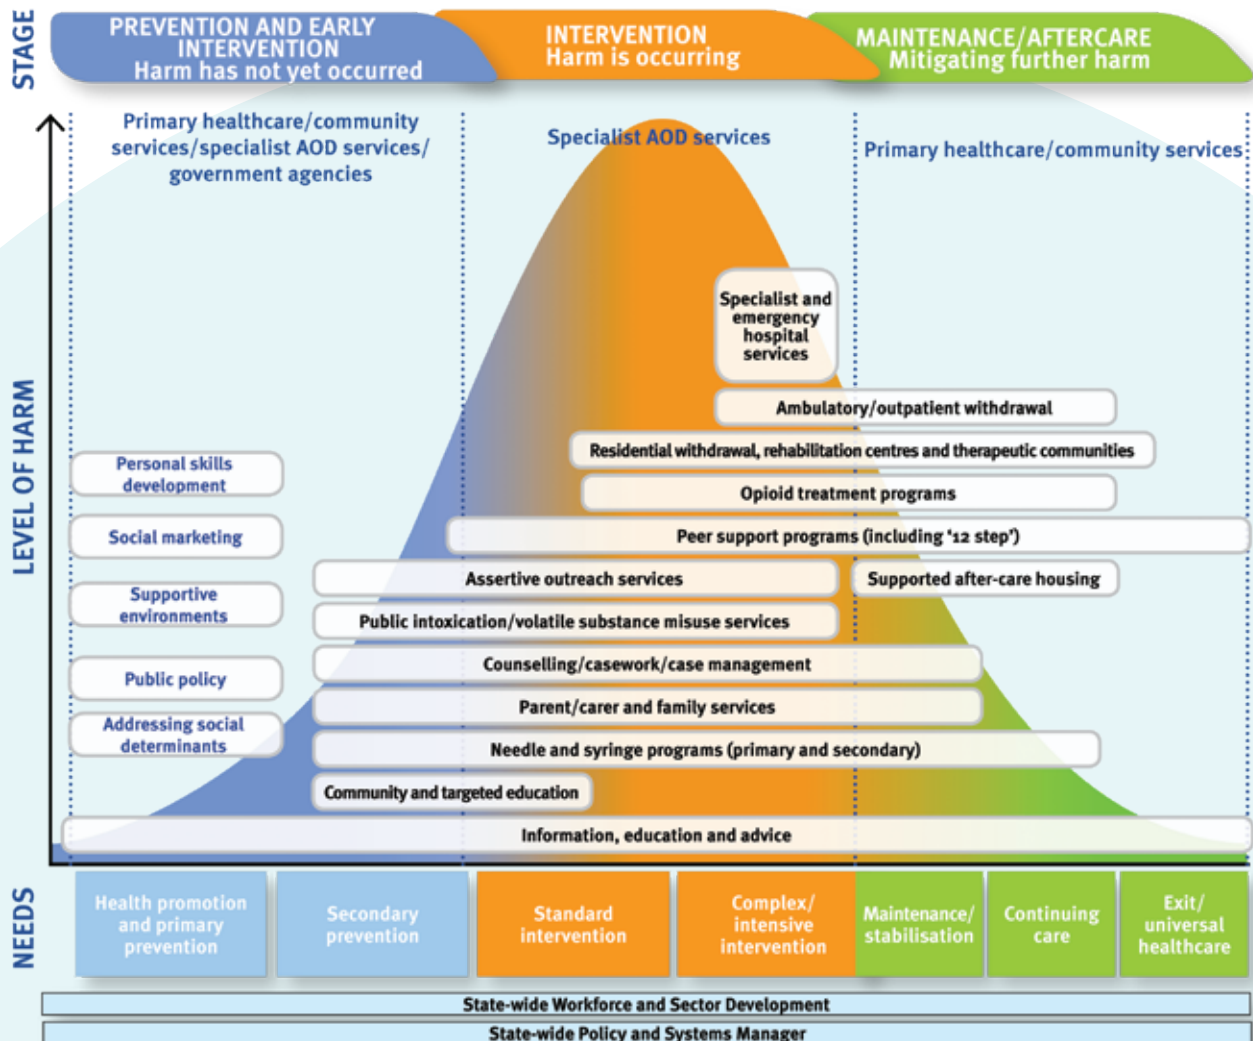 STAGE
PREVENTION AND EARLY
INTERVENTION
Harm has not yet occurred
INTERVENTION
Harm is occurring
MAINTENANCE/AFTERCARE
Mitigating further harm
Primary healthcare/community
services/specialist AOD services/
government agencies
Specialist AOD services
Primary healthcare/community services
LEVEL OF HARM
Specialist and
emergency
hospital
services
Ambulatory/outpatient withdrawal
Residential withdrawal, rehabilitation centres and therapeutic communities
Personal skills
development
Opioid treatment programs
Social marketing
Peer support programs (including ‘12 step’)
Assertive outreach services
Supported after-care housing
Supportive
environments
Public intoxication/volatile substance misuse services
Counselling/casework/case management
Public policy
Parent/carer and family services
Addressing social
determinants
Needle and syringe programs (primary and secondary)
Community and targeted education
Information, education and advice
NEEDS
Health promotion
and primary
prevention
Secondary
prevention
Standard
intervention
Complex/
intensive
intervention
Maintenance/
stabilisation
Continuing
care
Exit/
universal
healthcare
State-wide Workforce and Sector Development
State-wide Policy and Systems Manager